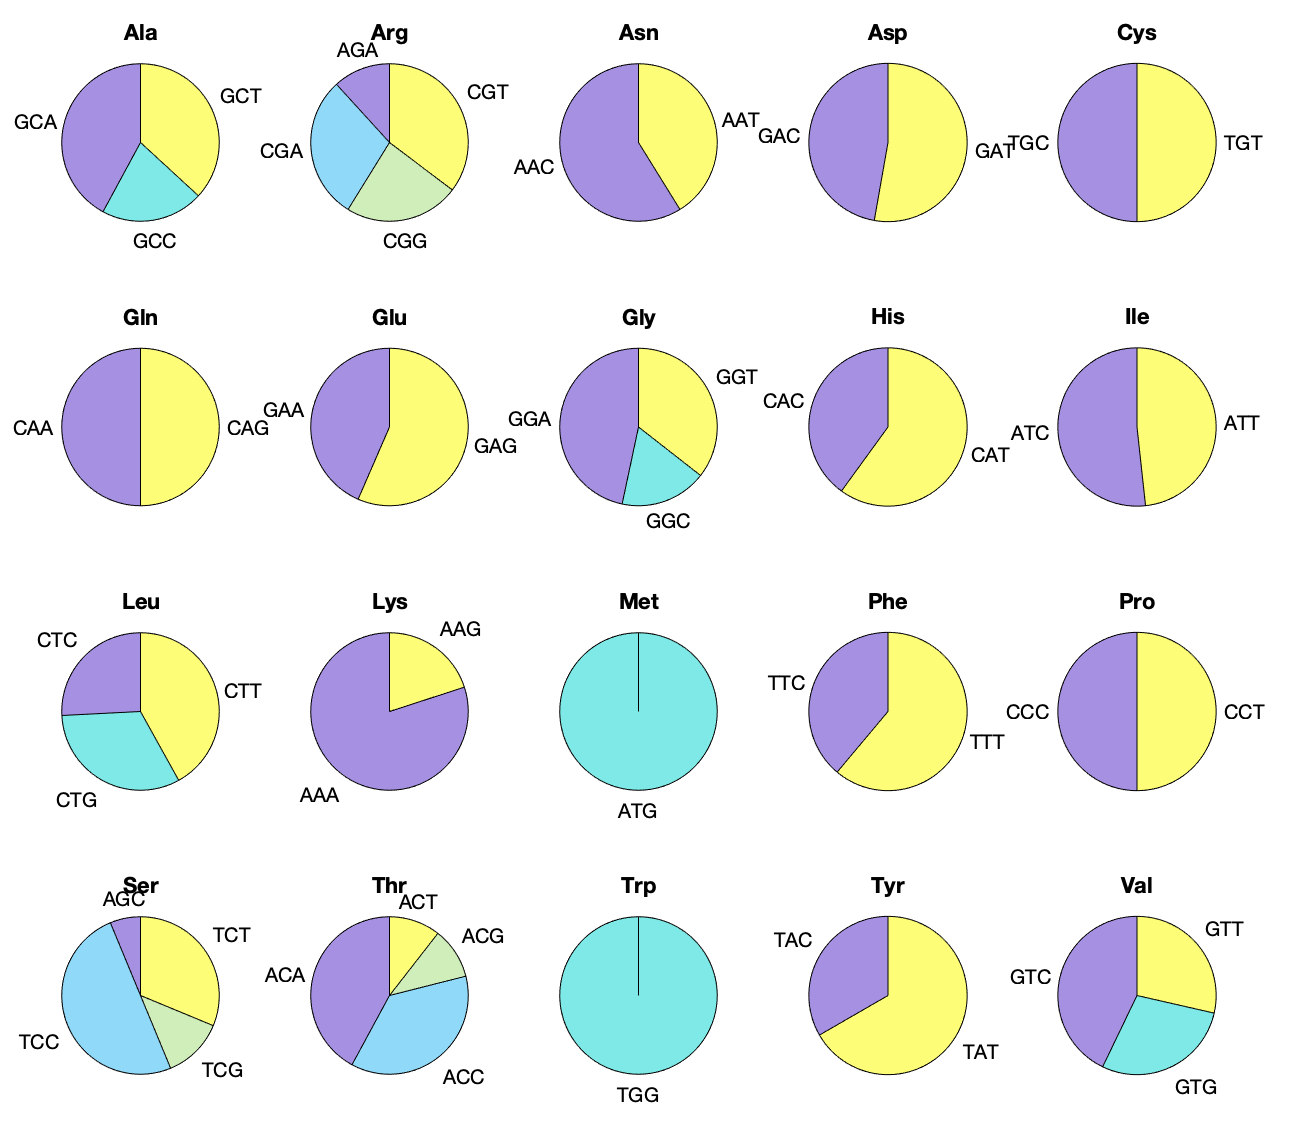 Ala
GCT
GCC
GCA
Arg
CGT
CGG
CGA
AGA
Asn
AAT
AAC
Asp
GAT
GAC
Cys
TGT
TGC
Gln
CAG
CAA
Glu
GAG
GAA
Gly
GGT
GGC
GGA
His
CAT
CAC
Ile
ATT
ATC
Leu
CTT
CTG
CTC
Lys
AAG
AAA
Met
ATG
Phe
TTT
TTC
Pro
CCT
CCC
Ser
TCT
TCG
TCC
AGC
Thr
ACT
ACG
ACC
ACA
Trp
TGG
Tyr
TAT
TAC
Val
GTT
GTG
GTC